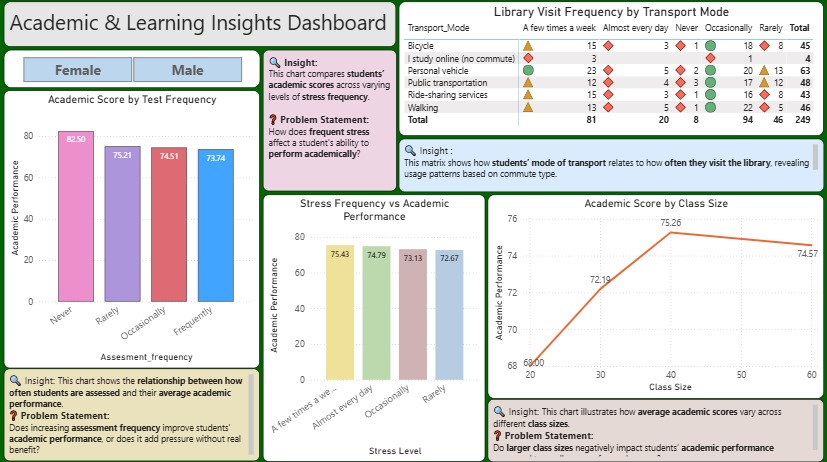 Academic & Learning Insights Dashboard
Female Male
Academic Score by Test Frequency
Academic Performance
80
60
40
20
0
82.50
75.21
74.51
73.74
Never Rarely Occasionally Frequently
Assesment_frequency
🔍 Insight: This chart shows the relationship between how
often students are assessed and their average academic
performance.
❓ Problem Statement:
Does increasing assessment frequency improve students'
academic performance, or does it add pressure without real
benefit?
🔍 Insight:
This chart compares students'
academic scores across varying
levels of stress frequency.
❓ Problem Statement:
How does frequent stress
affect a student's ability to
perform academically?
Library Visit Frequency by Transport Mode
Transport_Mode A few times a week Almost every day Never Occasionally Rarely Total
Bicycle 15 3 1 18 8 45
I study online (no commute) 3 1 4
Personal vehicle 23 5 2 20 13 63
Public transportation 12 4 3 17 12 48
Ride-sharing services 15 3 1 16 8 43
Walking 13 5 1 22 5 46
Total 81 20 8 94 46 249
🔍 Insight :
This matrix shows how students' mode of transport relates to how often they visit the library, revealing
usage patterns based on commute type.
Stress Frequency vs Academic
Performance
Academic Performance
80
60
40
20
0
75.43
74.79
73.13
72.67
A few times a we... Almost every day Occasionally Rarely
Stress Level
Academic Score by Class Size
Academic Performance
76
74
72
70
68
68.00
72.19
75.26
74.57
20 30 40 50 60
Class Size
🔍 Insight: This chart illustrates how average academic scores vary across
different class sizes.
❓ Problem Statement:
Do larger class sizes negatively impact students' academic performance